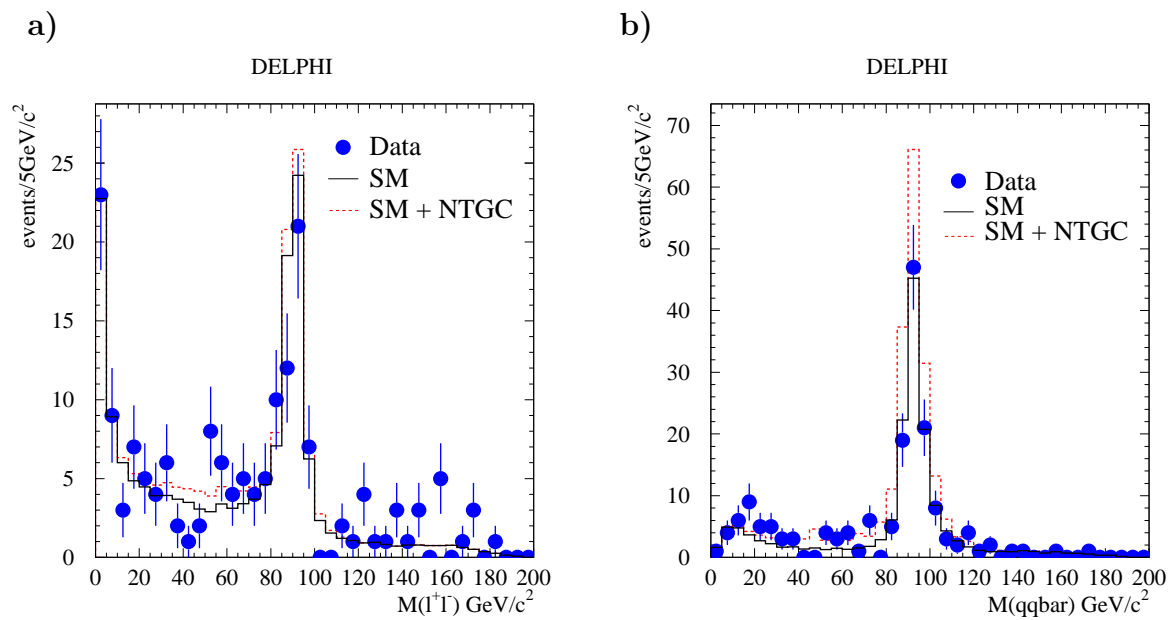 a)
DELPHI
events/5GeV/c²
25
20
15
10
5
0
Data
SM
SM + NTGC
0 20 40 60 80 100 120 140 160 180 200
M(l⁺l⁻) GeV/c²
b)
DELPHI
events/5GeV/c²
70
60
50
40
30
20
10
0
Data
SM
SM + NTGC
0 20 40 60 80 100 120 140 160 180 200
M(qqbar) GeV/c²